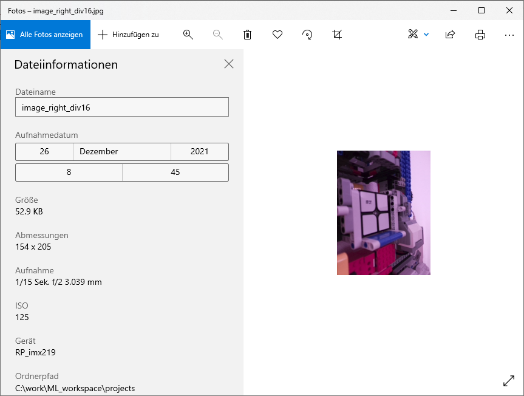 Fotos – image_right_div16.jpg
Alle Fotos anzeigen
Hinzufügen zu
Dateiinformationen
Dateiname
image_right_div16
Aufnahmedatum
26 Dezember 2021
8 45
Größe
52.9 KB
Abmessungen
154 x 205
Aufnahme
1/15 Sek. f/2 3.039 mm
ISO
125
Gerät
RP_imx219
Ordnerpfad
C:\work\ML_workspace\projects